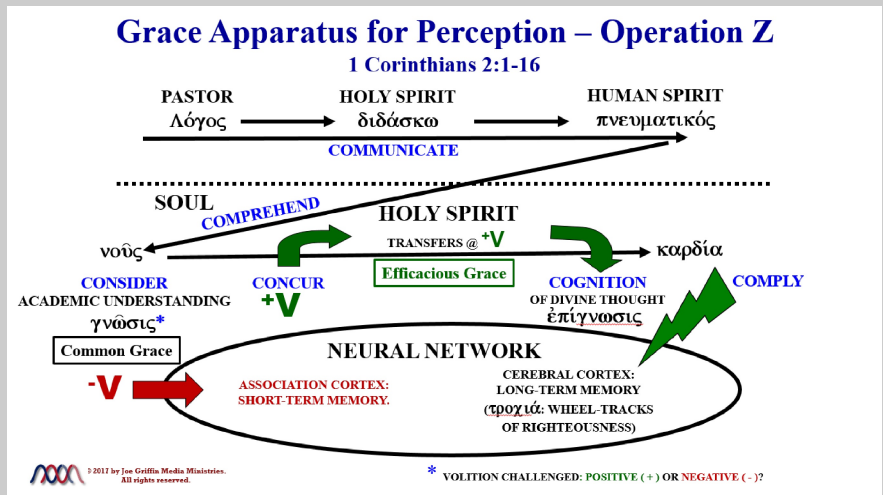 Grace Apparatus for Perception – Operation Z
1 Corinthians 2:1-16
PASTOR HOLY SPIRIT HUMAN SPIRIT
Λόγος διδάσκω πνευματικός
COMMUNICATE
SOUL
COMPREHEND
HOLY SPIRIT
TRANSFERS @ +V
νοῦς καρδία
Efficacious Grace
CONSIDER CONCUR COGNITION COMPLY
ACADEMIC UNDERSTANDING +V OF DIVINE THOUGHT
γνῶσις* ἐπίγνωσις
Common Grace
NEURAL NETWORK
-V
ASSOCIATION CORTEX:
SHORT-TERM MEMORY.
CEREBRAL CORTEX:
LONG-TERM MEMORY
(τροχιά: WHEEL-TRACKS
OF RIGHTEOUSNESS)
© 2017 by Joe Griffin Media Ministries.
All rights reserved.
* VOLITION CHALLENGED: POSITIVE ( + ) OR NEGATIVE ( - )?